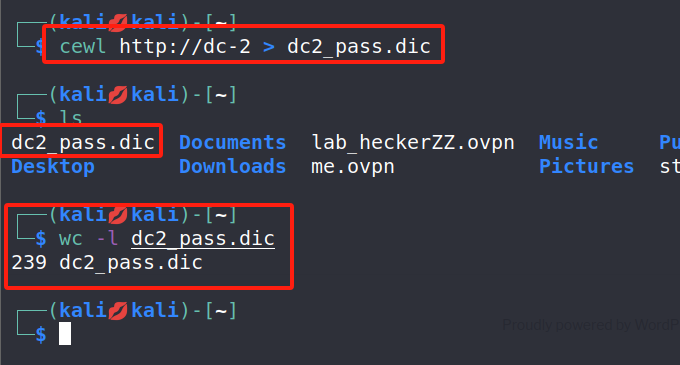 ┌──(kali💋kali)-[~]
└─$ cewl http://dc-2 > dc2_pass.dic
┌──(kali💋kali)-[~]
└─$ ls
dc2_pass.dic Documents lab_heckerZZ.ovpn Music Pu
Desktop Downloads me.ovpn Pictures st
┌──(kali💋kali)-[~]
└─$ wc -l dc2_pass.dic
239 dc2_pass.dic
┌──(kali💋kali)-[~]
└─$
Proudly powered by WordP